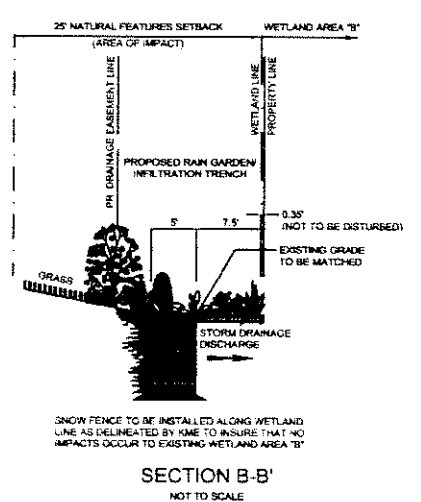 25' NATURAL FEATURES SETBACK
WETLAND AREA "B"
(AREA OF IMPACT)
PR. DRAINAGE EASEMENT LINE
WETLAND LINE
PROPERTY LINE
PROPOSED RAIN GARDEN/
INFILTRATION TRENCH
0.35'
(NOT TO BE DISTURBED)
5'
7.5'
EXISTING GRADE
TO BE MATCHED
GRASS
STORM DRAINAGE
DISCHARGE
SNOW FENCE TO BE INSTALLED ALONG WETLAND
LINE AS DELINEATED BY KME TO INSURE THAT NO
IMPACTS OCCUR TO EXISTING WETLAND AREA "B"
SECTION B-B'
NOT TO SCALE